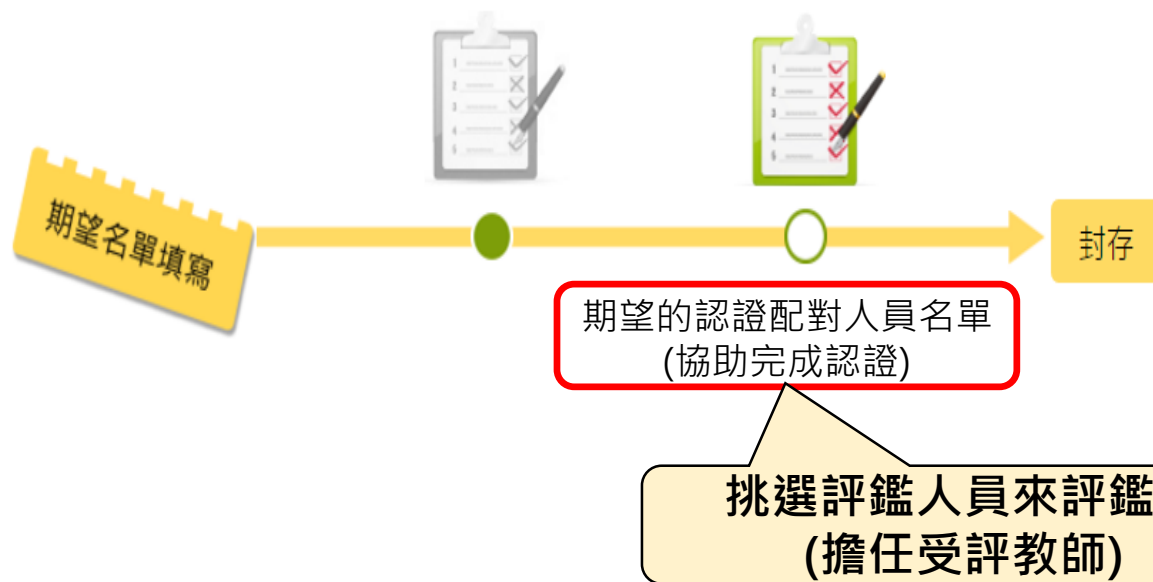 期望名單填寫
封存
期望的認證配對人員名單
(協助完成認證)
挑選評鑑人員來評鑑
(擔任受評教師)